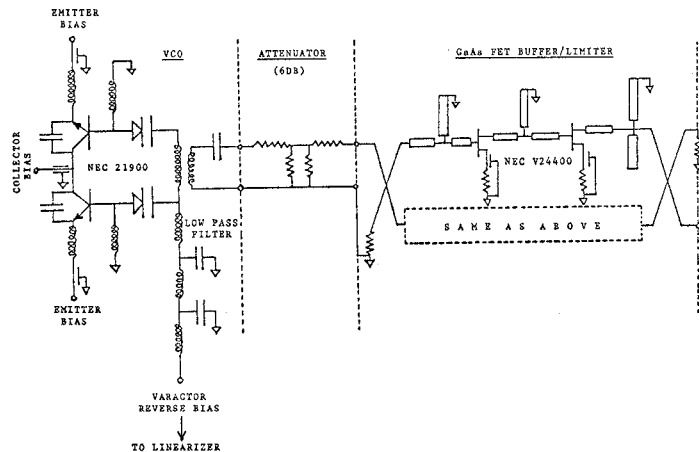 EMITTER
BIAS
VCO
ATTENUATOR
(6DB)
GaAs FET BUFFER/LIMITER
COLLECTOR
BIAS
NEC 21900
NEC V24400
LOW PASS
FILTER
SAME AS ABOVE
EMITTER
BIAS
VARACTOR
REVERSE BIAS
TO LINEARIZER